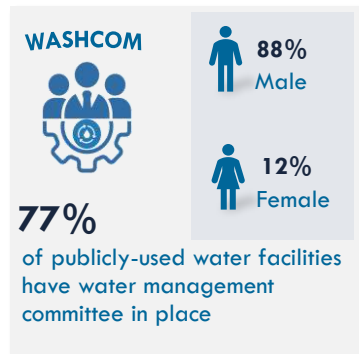 WASHCOM
88%
Male
12%
Female
77%
of publicly-used water facilities
have water management
committee in place